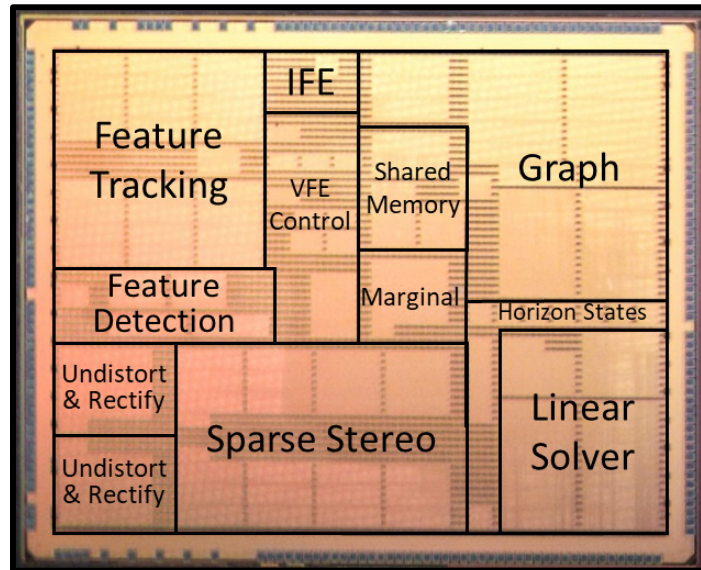 IFE
Feature
Tracking
VFE
Control
Shared
Memory
Graph
Feature
Detection
Marginal
Horizon States
Undistort
& Rectify
Sparse Stereo
Linear
Solver
Undistort
& Rectify